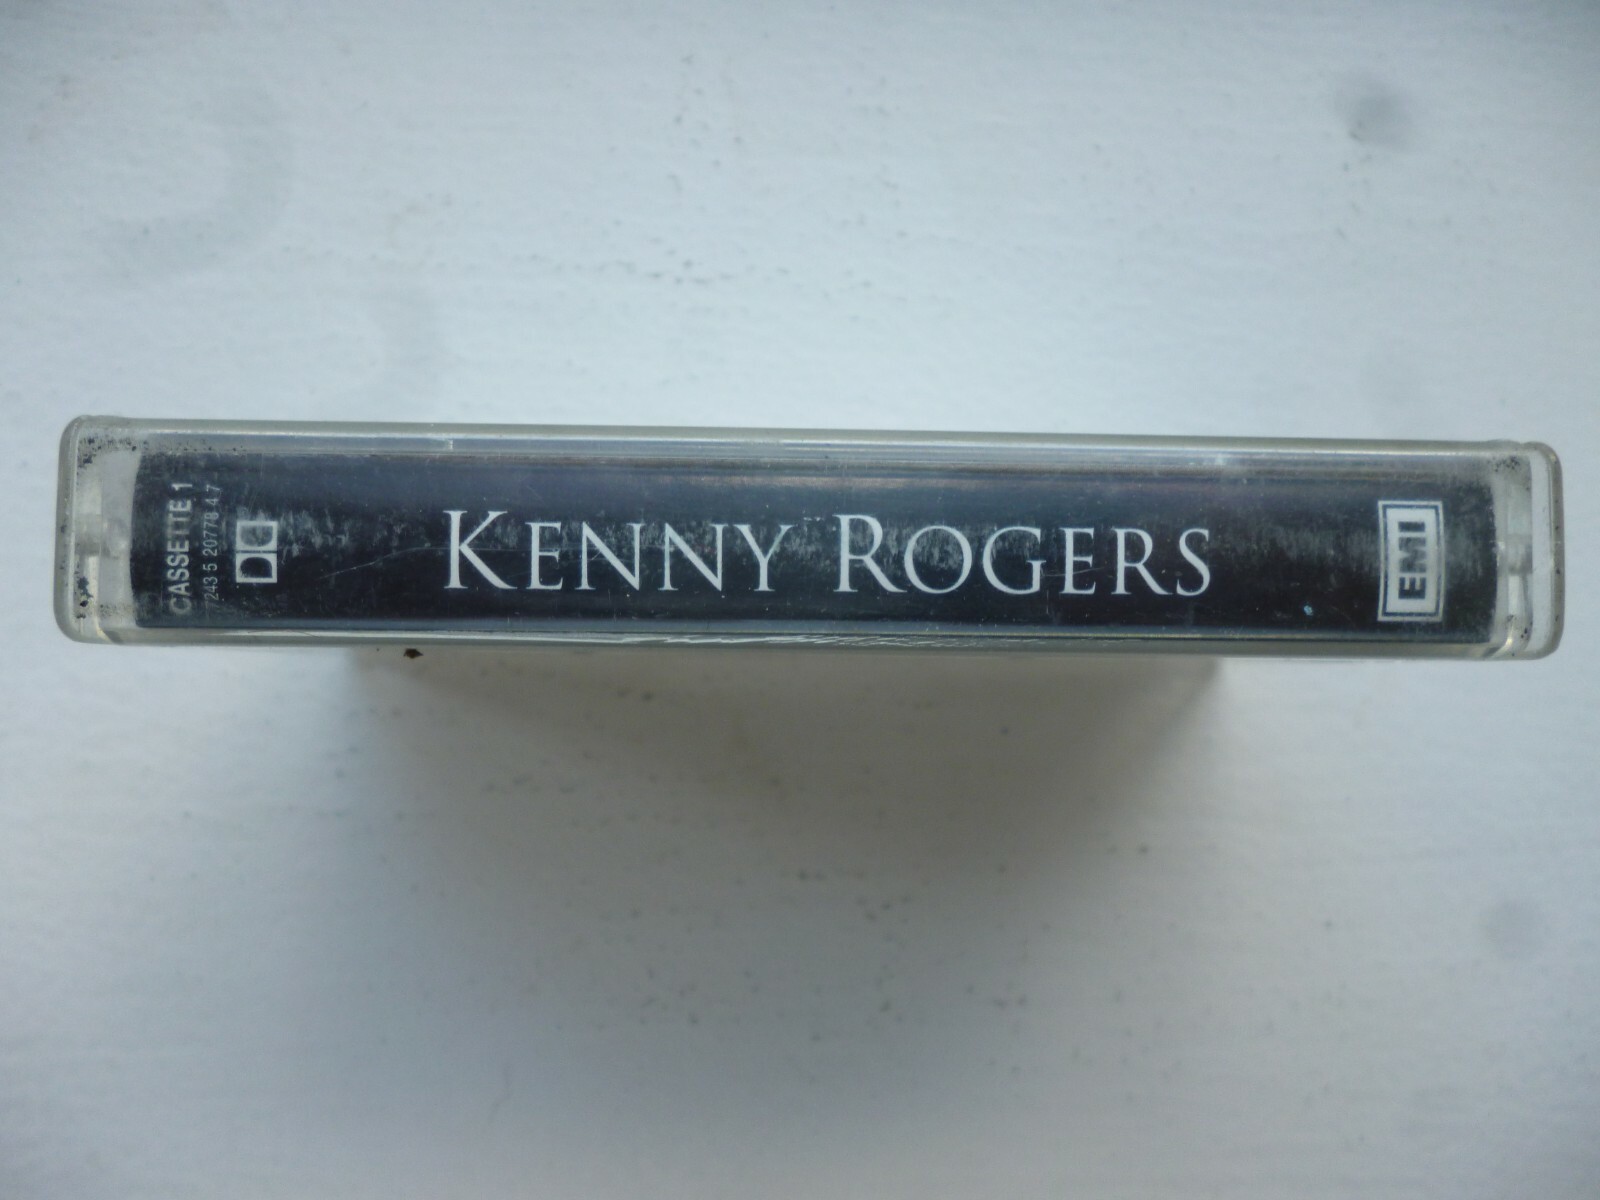 CASSETTE 1
7243 5 20778 4 7
KENNY ROGERS
EMI